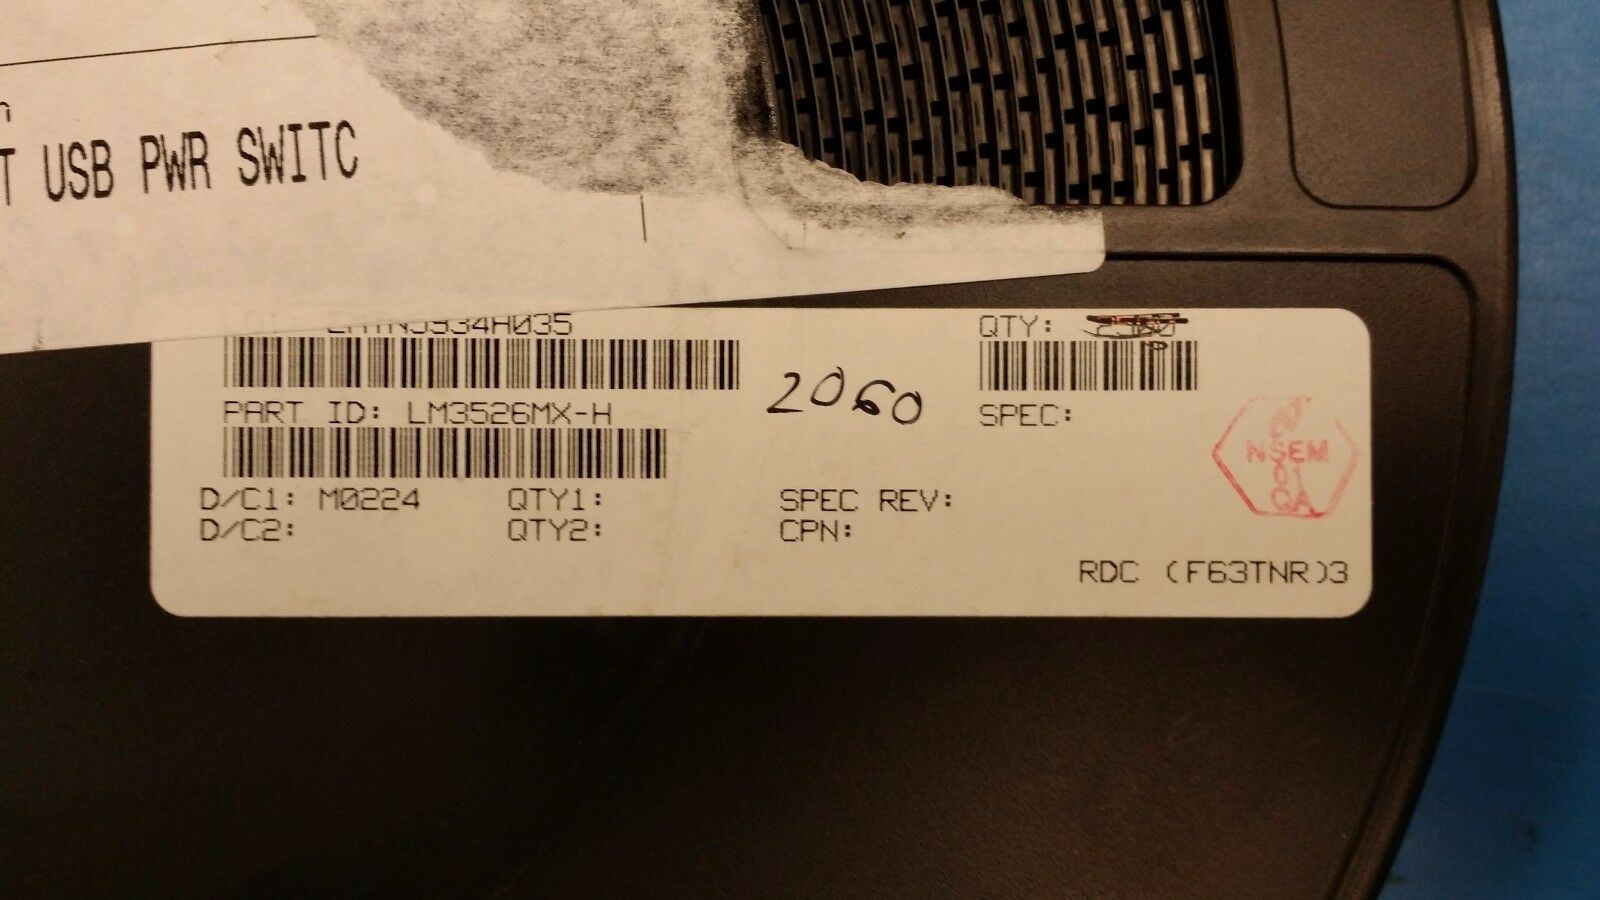 USB PWR SWITC
QTY:
PART ID: LM3526MX-H
2060
SPEC:
D/C1: M0224 QTY1: SPEC REV:
D/C2: QTY2: CPN:
NSEM
01
QA
RDC (F63TNR)3